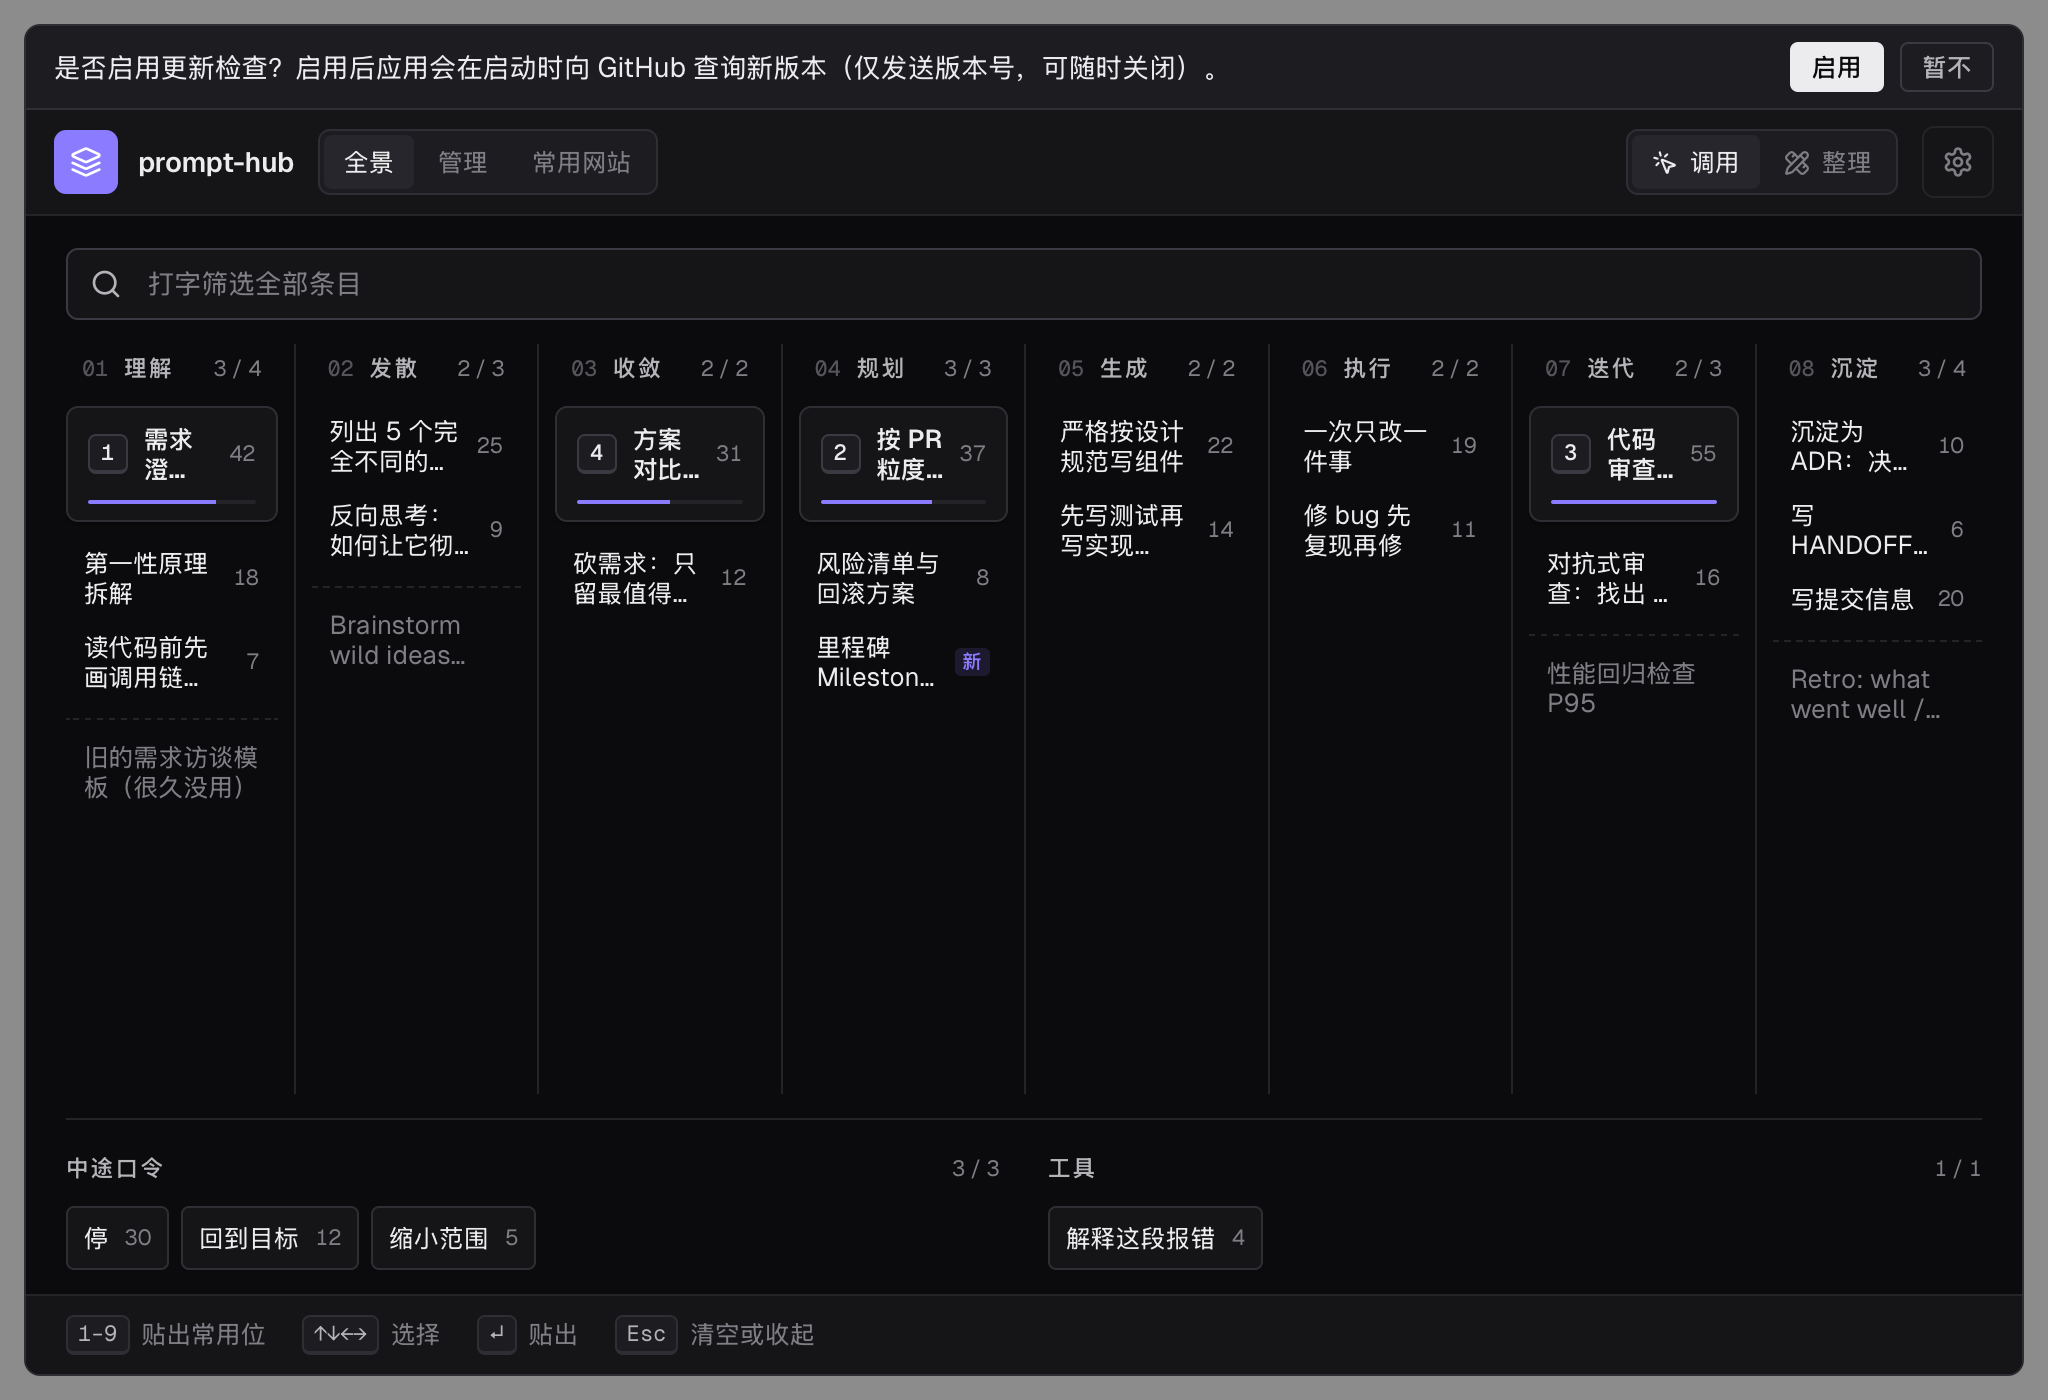 是否启用更新检查？启用后应用会在启动时向 GitHub 查询新版本（仅发送版本号，可随时关闭）。
启用
暂不
prompt-hub
全景
管理
常用网站
调用
整理
打字筛选全部条目
01 理解 3 / 4
1 需求澄… 42
第一性原理
拆解
18
读代码前先
画调用链…
7
旧的需求访谈模
板（很久没用）
02 发散 2 / 3
列出 5 个完
全不同的…
25
反向思考：
如何让它彻…
9
Brainstorm
wild ideas…
03 收敛 2 / 2
4
方案
对比…
31
砍需求：只
留最值得…
12
04 规划 3 / 3
2
按 PR
粒度…
37
风险清单与
回滚方案
8
里程碑
Mileston…
新
05 生成 2 / 2
严格按设计
规范写组件
22
先写测试再
写实现…
14
06 执行 2 / 2
一次只改一
件事
19
修 bug 先
复现再修
11
07 迭代 2 / 3
3
代码
审查…
55
对抗式审
查：找出 …
16
性能回归检查
P95
08 沉淀 3 / 4
沉淀为
ADR：决…
10
写
HANDOFF…
6
写提交信息 20
Retro: what
went well /…
中途口令 3 / 3
停 30
回到目标 12
缩小范围 5
工具 1 / 1
解释这段报错 4
1-9 贴出常用位
↑↓←→ 选择
↵ 贴出
Esc 清空或收起